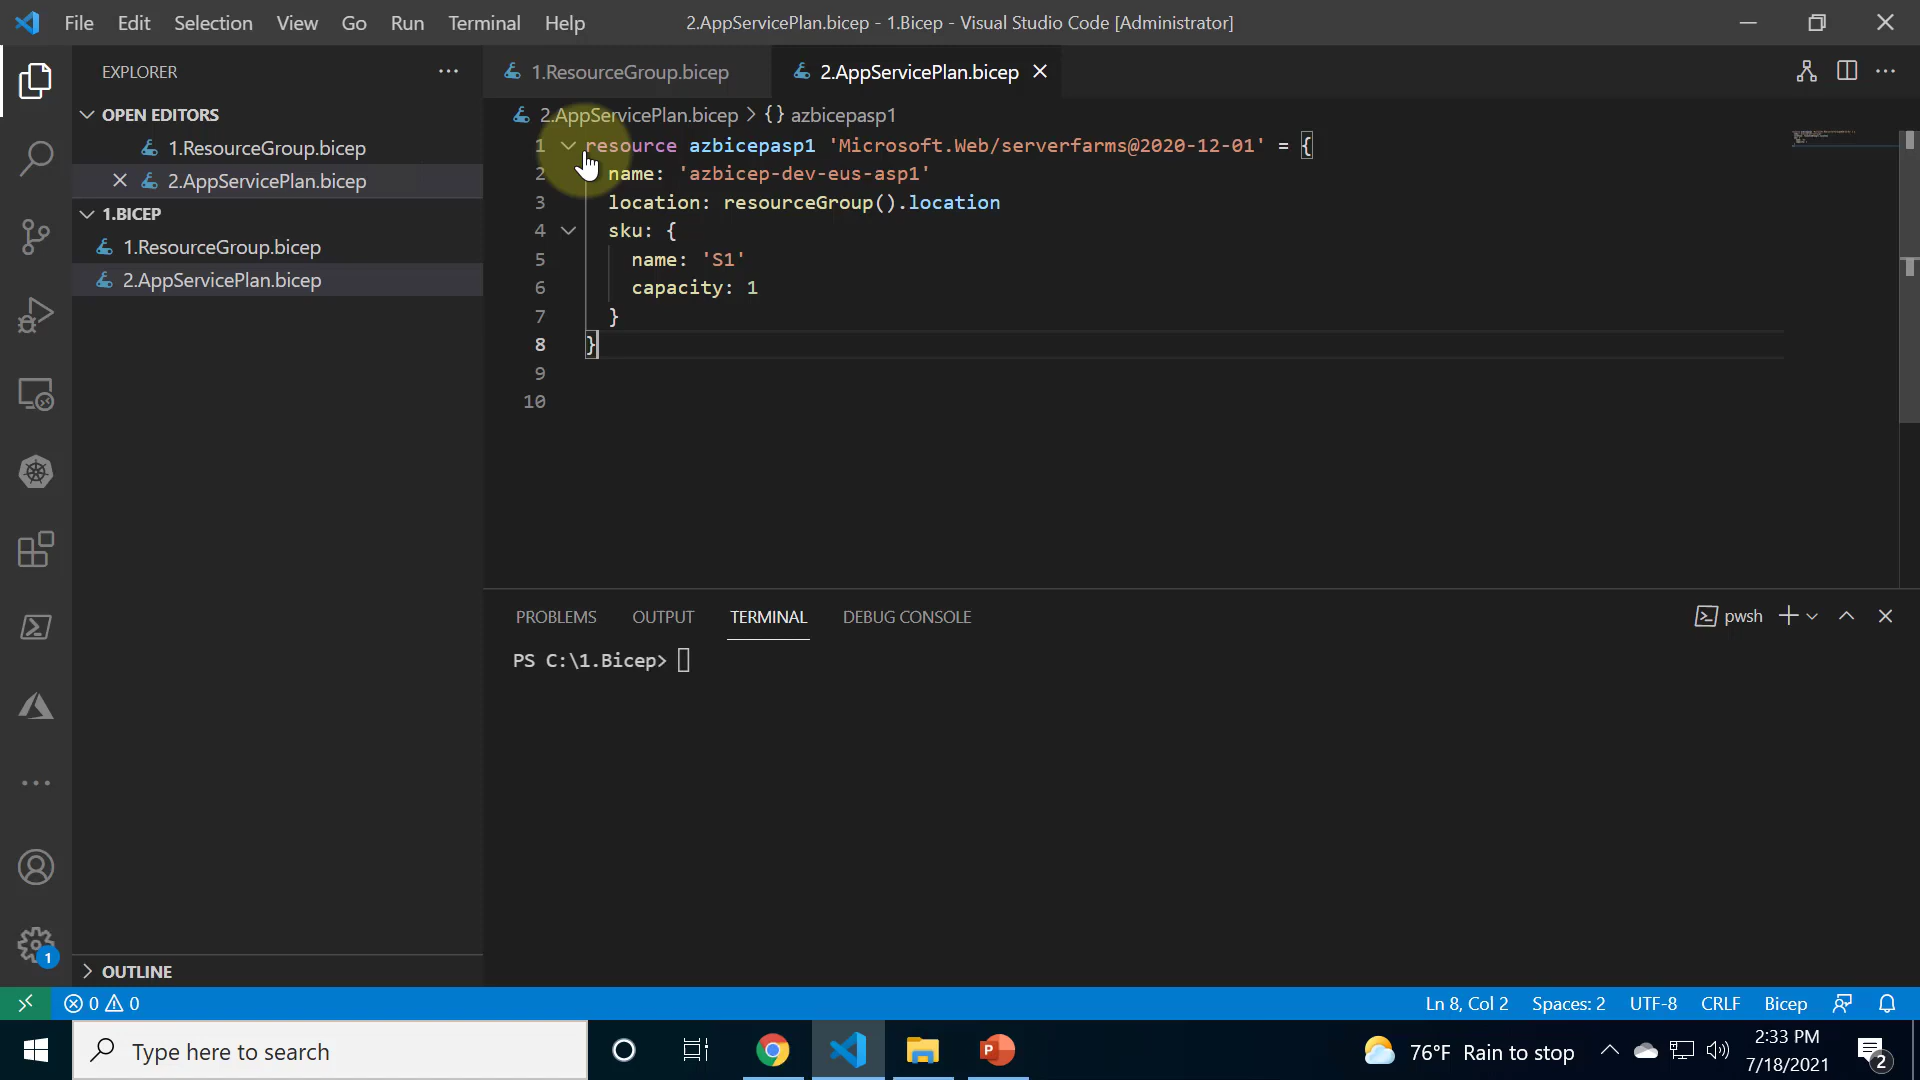 File Edit Selection View Go Run Terminal Help
2.AppServicePlan.bicep - 1.Bicep - Visual Studio Code [Administrator]
EXPLORER
1.ResourceGroup.bicep
2.AppServicePlan.bicep
OPEN EDITORS
1.ResourceGroup.bicep
2.AppServicePlan.bicep
1.BICEP
1.ResourceGroup.bicep
2.AppServicePlan.bicep
2.AppServicePlan.bicep > {} azbicepasp1
1 resource azbicepasp1 'Microsoft.Web/serverfarms@2020-12-01' = {
2 name: 'azbicep-dev-eus-asp1'
3 location: resourceGroup().location
4 sku: {
5 name: 'S1'
6 capacity: 1
7 }
8 }
9
10
PROBLEMS OUTPUT TERMINAL DEBUG CONSOLE
pwsh
PS C:\1.Bicep>
OUTLINE
1
0 0
Ln 8, Col 2 Spaces: 2 UTF-8 CRLF Bicep
Type here to search
76°F Rain to stop
2:33 PM
7/18/2021
2